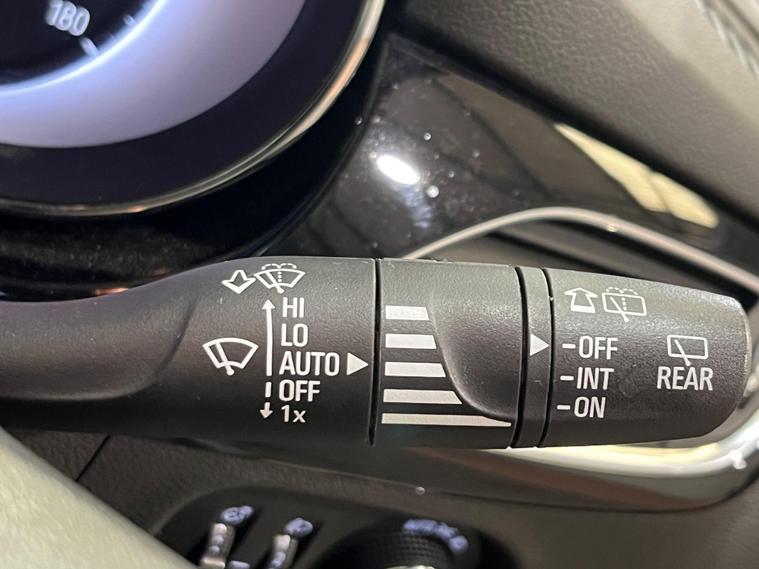 180
HI
LO
AUTO
OFF
1x
-OFF
-INT
-ON
REAR